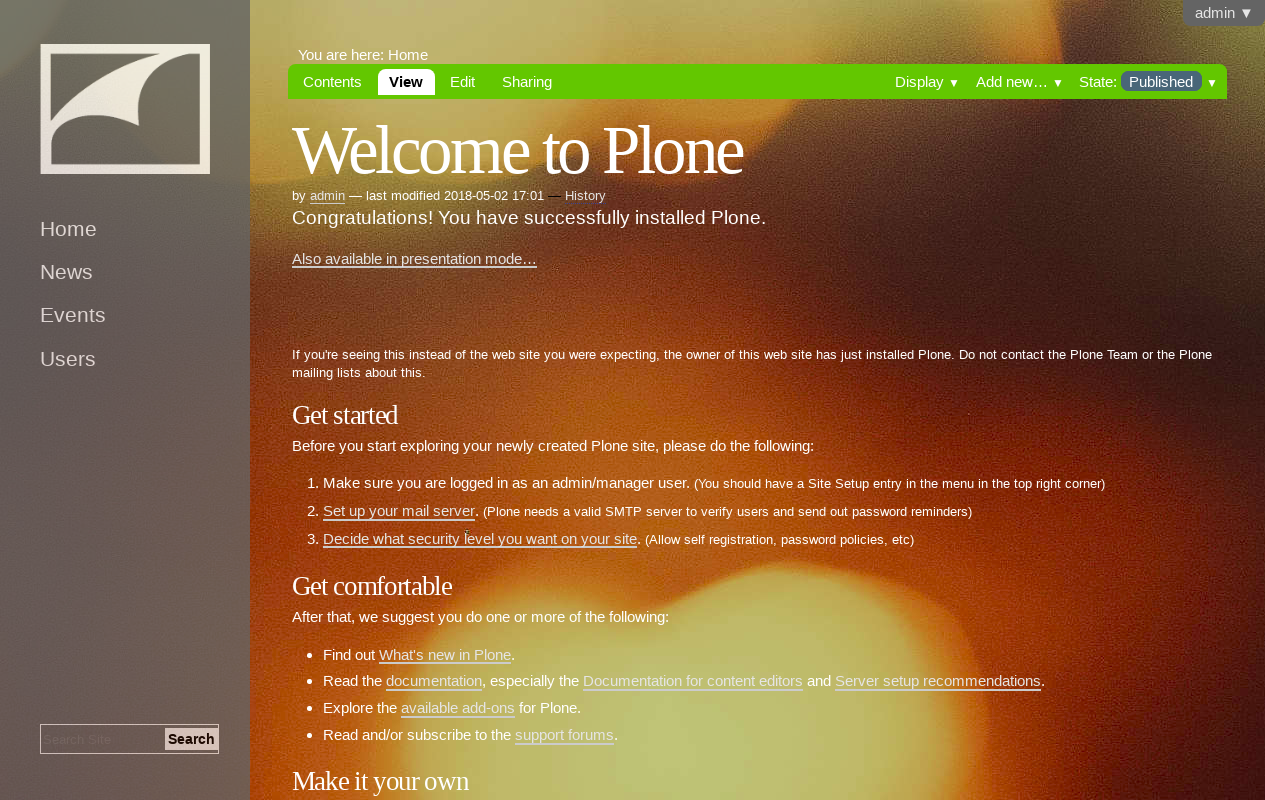 admin ▼
You are here: Home
Contents View Edit Sharing Display ▼ Add new… ▼ State: Published ▼
Welcome to Plone
by admin — last modified 2018-05-02 17:01 — History
Congratulations! You have successfully installed Plone.
Also available in presentation mode…
Home
News
Events
Users
Search Site Search
If you're seeing this instead of the web site you were expecting, the owner of this web site has just installed Plone. Do not contact the Plone Team or the Plone
mailing lists about this.
Get started
Before you start exploring your newly created Plone site, please do the following:
1. Make sure you are logged in as an admin/manager user. (You should have a Site Setup entry in the menu in the top right corner)
2. Set up your mail server. (Plone needs a valid SMTP server to verify users and send out password reminders)
3. Decide what security level you want on your site. (Allow self registration, password policies, etc)
Get comfortable
After that, we suggest you do one or more of the following:
• Find out What's new in Plone.
• Read the documentation, especially the Documentation for content editors and Server setup recommendations.
• Explore the available add-ons for Plone.
• Read and/or subscribe to the support forums.
Make it your own